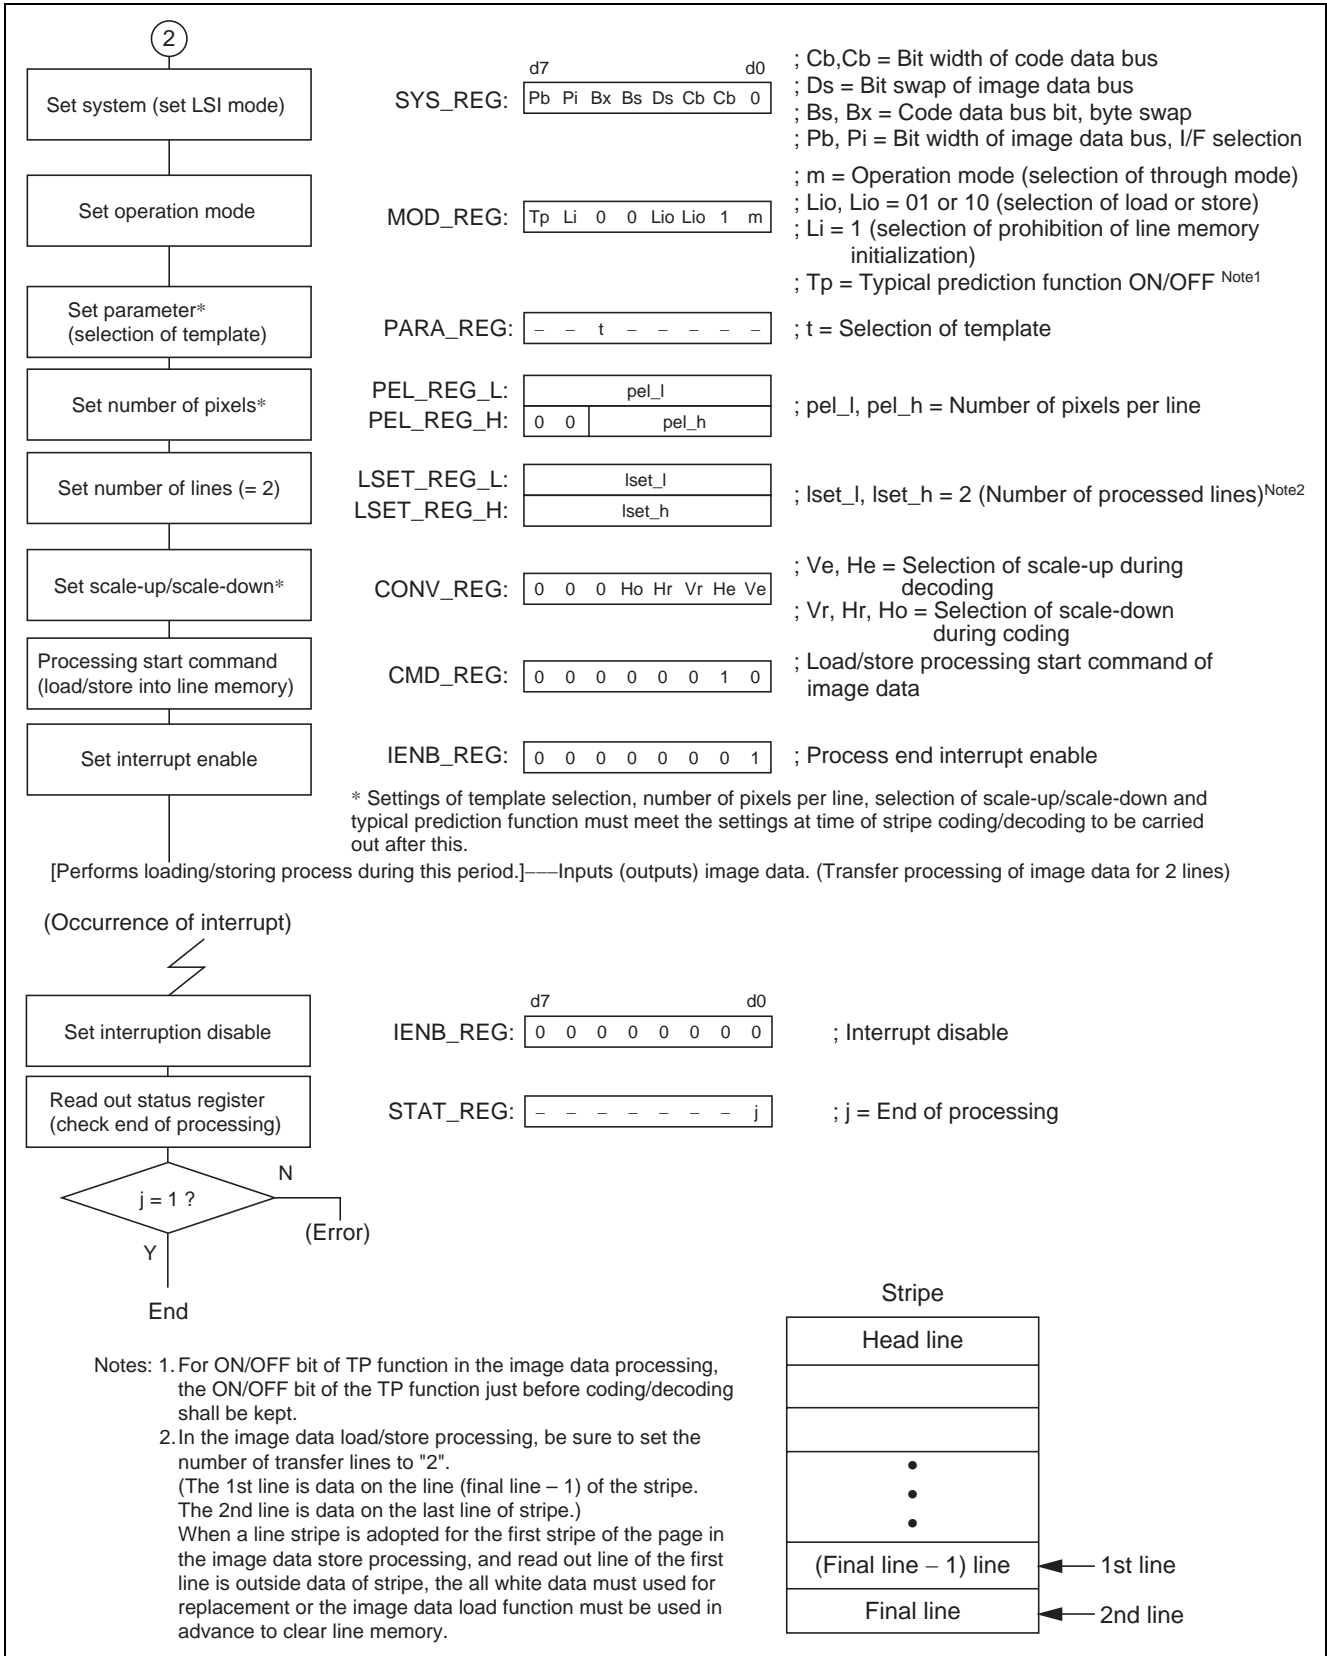 2
d7 d0
Set system (set LSI mode)
SYS_REG: Pb Pi Bx Bs Ds Cb Cb 0
; Cb,Cb = Bit width of code data bus
; Ds = Bit swap of image data bus
; Bs, Bx = Code data bus bit, byte swap
; Pb, Pi = Bit width of image data bus, I/F selection
Set operation mode
MOD_REG: Tp Li 0 0 Lio Lio 1 m
; m = Operation mode (selection of through mode)
; Lio, Lio = 01 or 10 (selection of load or store)
; Li = 1 (selection of prohibition of line memory
initialization)
; Tp = Typical prediction function ON/OFF Note1
Set parameter*
(selection of template)
PARA_REG: – – t – – – – –
; t = Selection of template
Set number of pixels*
PEL_REG_L: pel_l
PEL_REG_H: 0 0 pel_h
; pel_l, pel_h = Number of pixels per line
Set number of lines (= 2)
LSET_REG_L: lset_l
LSET_REG_H: lset_h
; lset_l, lset_h = 2 (Number of processed lines)Note2
Set scale-up/scale-down*
CONV_REG: 0 0 0 Ho Hr Vr He Ve
; Ve, He = Selection of scale-up during
decoding
; Vr, Hr, Ho = Selection of scale-down
during coding
Processing start command
(load/store into line memory)
CMD_REG: 0 0 0 0 0 0 1 0
; Load/store processing start command of
image data
Set interrupt enable
IENB_REG: 0 0 0 0 0 0 0 1
; Process end interrupt enable
* Settings of template selection, number of pixels per line, selection of scale-up/scale-down and
typical prediction function must meet the settings at time of stripe coding/decoding to be carried
out after this.
[Performs loading/storing process during this period.]–––Inputs (outputs) image data. (Transfer processing of image data for 2 lines)
(Occurrence of interrupt)
d7 d0
Set interruption disable
IENB_REG: 0 0 0 0 0 0 0 0
; Interrupt disable
Read out status register
(check end of processing)
STAT_REG: – – – – – – – j
; j = End of processing
j = 1 ?
N
(Error)
Y
End
Notes: 1. For ON/OFF bit of TP function in the image data processing,
the ON/OFF bit of the TP function just before coding/decoding
shall be kept.
2. In the image data load/store processing, be sure to set the
number of transfer lines to "2".
(The 1st line is data on the line (final line – 1) of the stripe.
The 2nd line is data on the last line of stripe.)
When a line stripe is adopted for the first stripe of the page in
the image data store processing, and read out line of the first
line is outside data of stripe, the all white data must used for
replacement or the image data load function must be used in
advance to clear line memory.
Stripe
Head line
•
•
•
(Final line – 1) line
1st line
Final line
2nd line